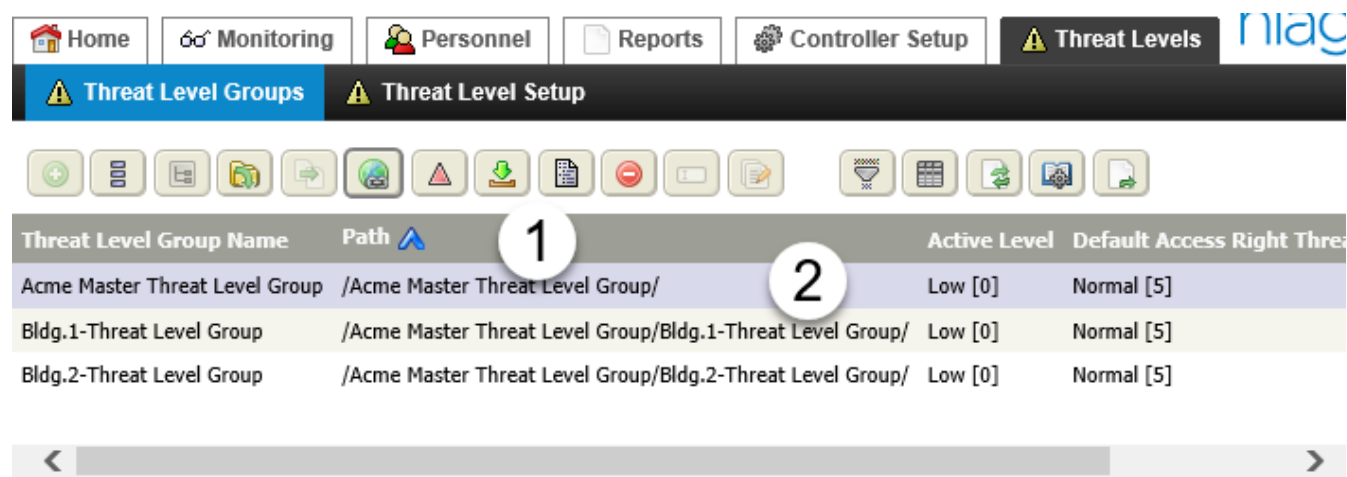 Home Monitoring Personnel Reports Controller Setup Threat Levels
Threat Level Groups Threat Level Setup
Threat Level Group Name Path 1 Active Level Default Access Right
Acme Master Threat Level Group /Acme Master Threat Level Group/ 2 Low [0] Normal [5]
Bldg.1-Threat Level Group /Acme Master Threat Level Group/Bldg.1-Threat Level Group/ Low [0] Normal [5]
Bldg.2-Threat Level Group /Acme Master Threat Level Group/Bldg.2-Threat Level Group/ Low [0] Normal [5]